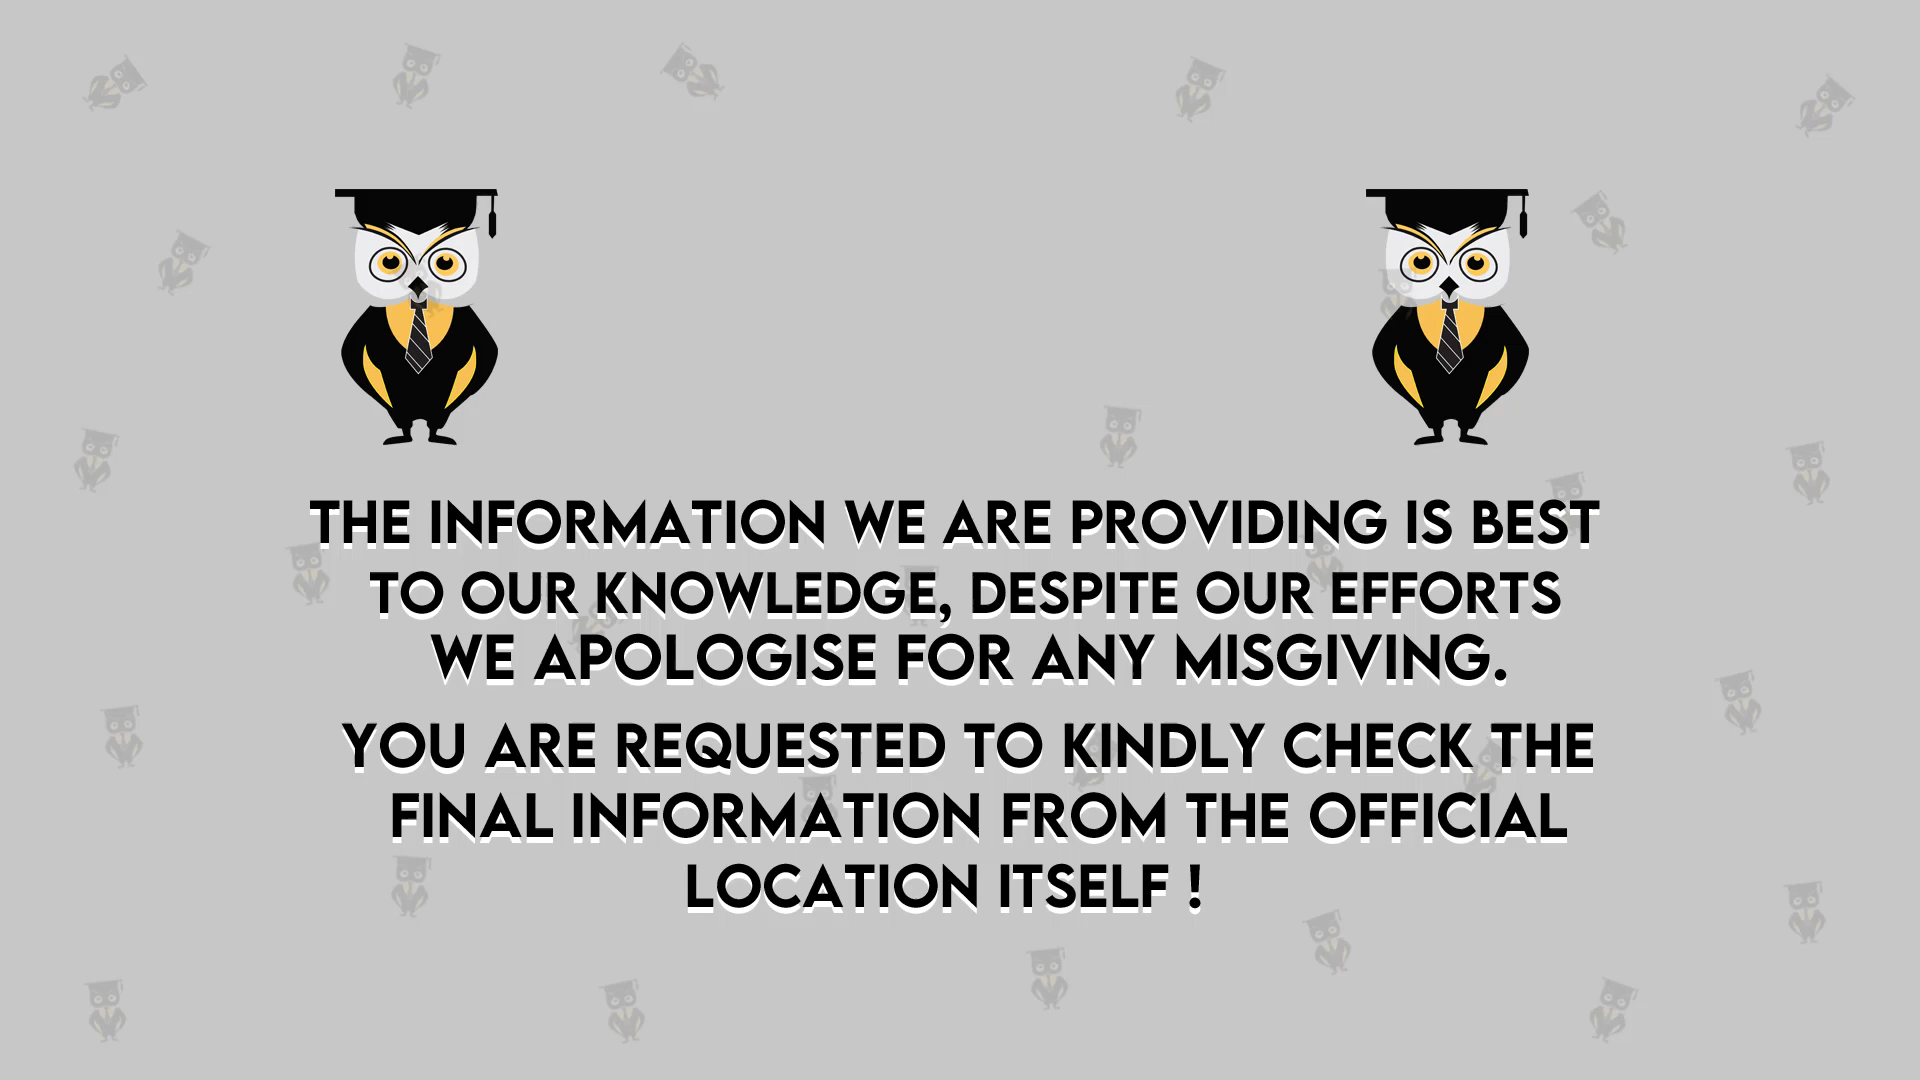 THE INFORMATION WE ARE PROVIDING IS BEST
TO OUR KNOWLEDGE, DESPITE OUR EFFORTS
WE APOLOGISE FOR ANY MISGIVING.
YOU ARE REQUESTED TO KINDLY CHECK THE
FINAL INFORMATION FROM THE OFFICIAL
LOCATION ITSELF !